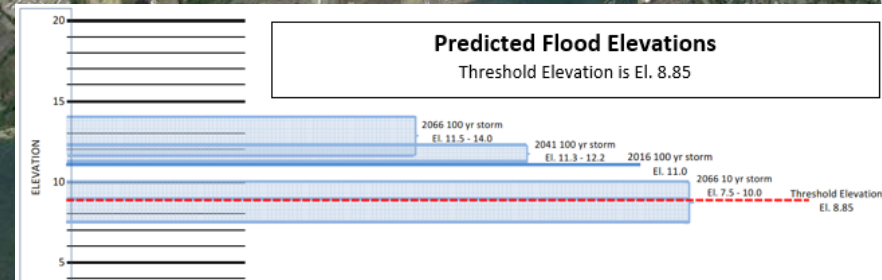 Predicted Flood Elevations
Threshold Elevation is El. 8.85
20
15
10
5
ELEVATION
2066 100 yr storm
El. 11.5 - 14.0
2041 100 yr storm
El. 11.3 - 12.2
2016 100 yr storm
El. 11.0
2066 10 yr storm
El. 7.5 - 10.0
Threshold Elevation
El. 8.85